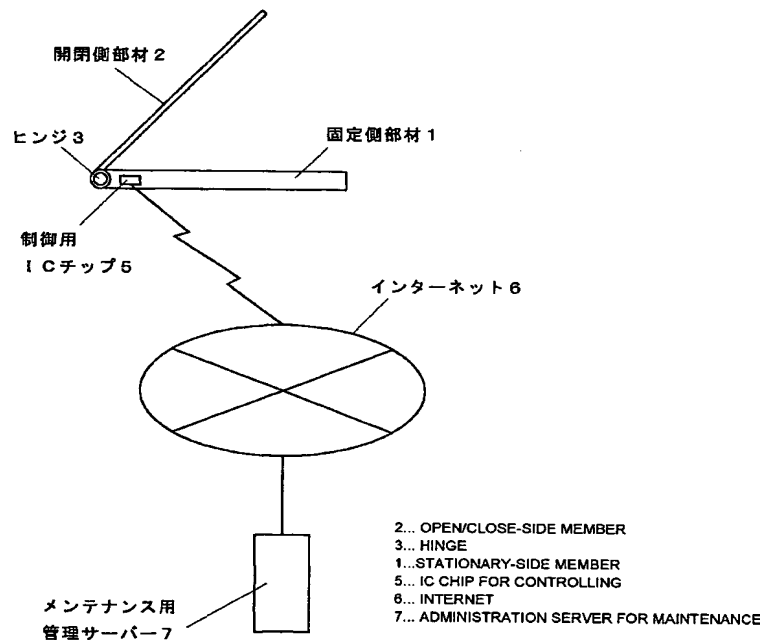 開閉側部材2
ヒンジ3
固定側部材1
制御用
ICチップ5
インターネット6
メンテナンス用
管理サーバー7
2... OPEN/CLOSE-SIDE MEMBER
3... HINGE
1...STATIONARY-SIDE MEMBER
5... IC CHIP FOR CONTROLLING
6... INTERNET
7... ADMINISTRATION SERVER FOR MAINTENANCE